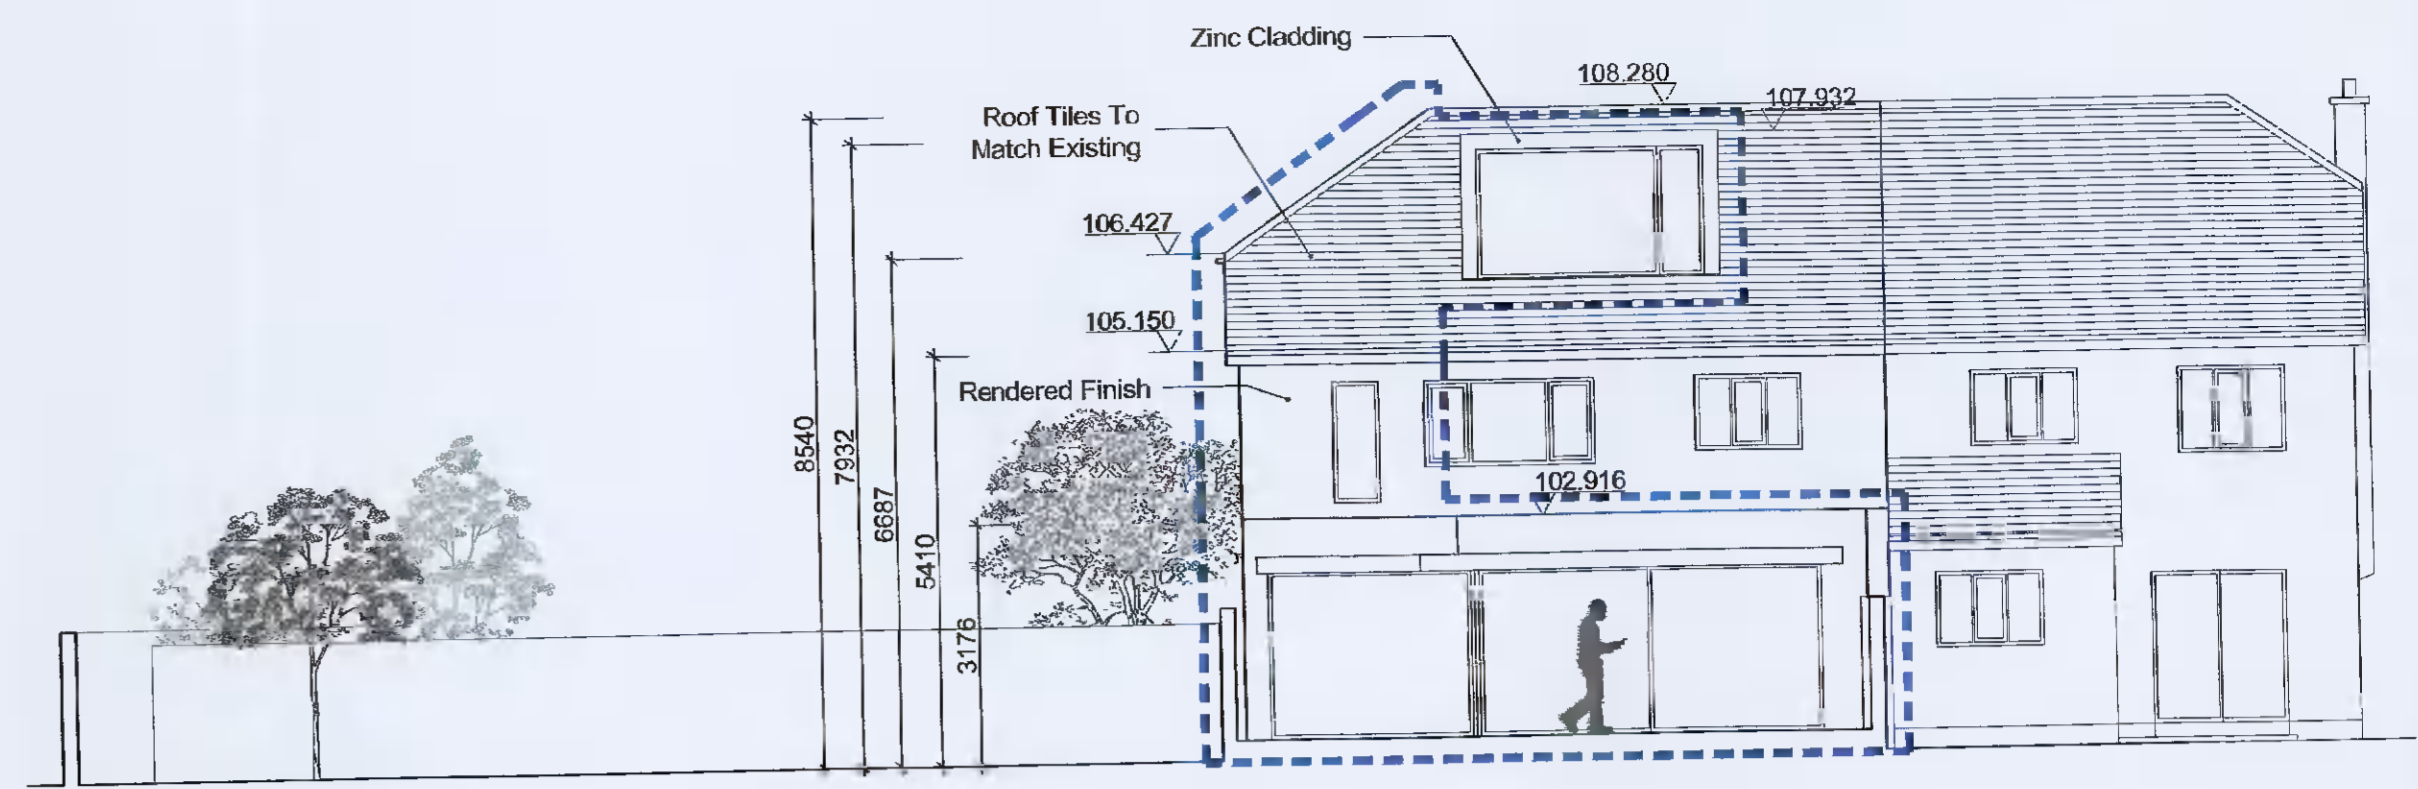 Zinc Cladding
108.280
107.932
Roof Tiles To
Match Existing
106.427
105.150
Rendered Finish
8540
7932
6687
5410
3176
102.916